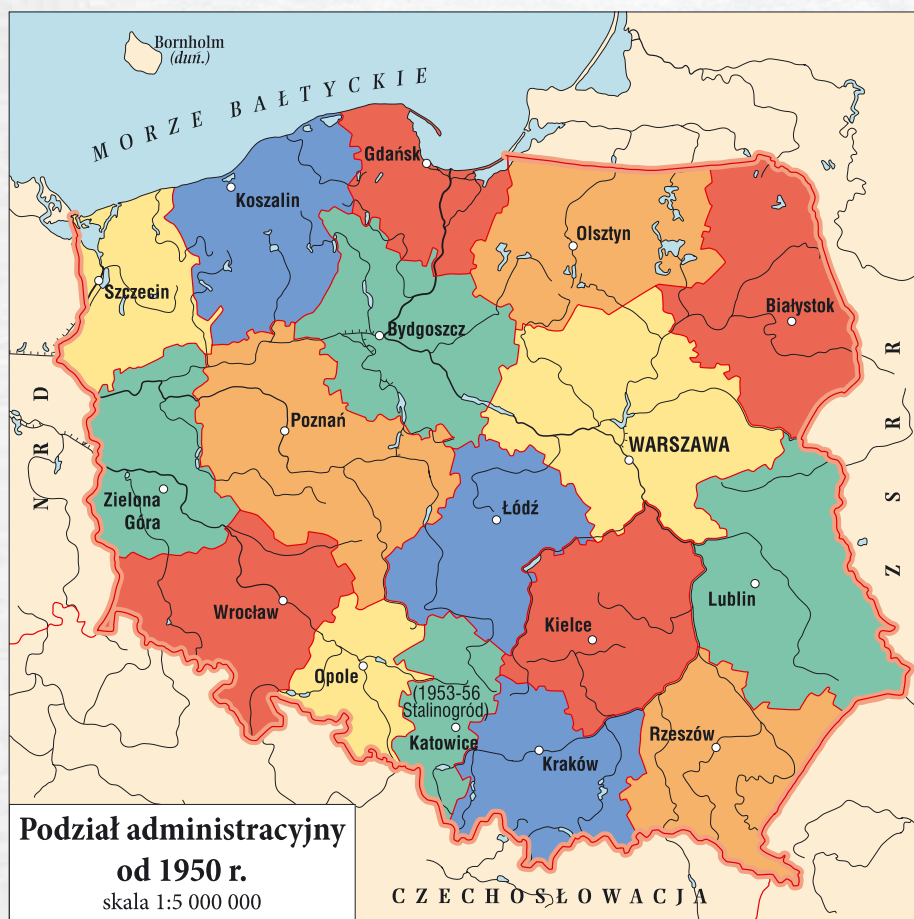 Bornholm
(duń.)
MORZE BAŁTYCKIE
Gdańsk
Koszalin
Olsztyn
Szczecin
Białystok
Bydgoszcz
NRD
ZSRR
Poznań
WARSZAWA
Zielona
Góra
Łódź
Lublin
Wrocław
Kielce
Opole
(1953-56
Stalinogród)
Katowice
Rzeszów
Kraków
Podział administracyjny
od 1950 r.
skala 1:5 000 000
CZECHOSŁOWACJA